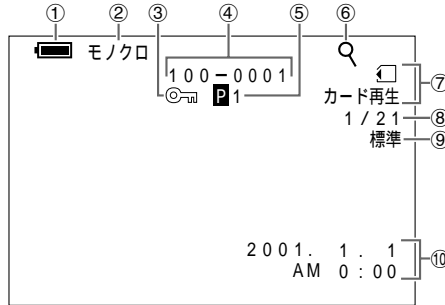 ① ② ③ ④ ⑤ ⑥
モノクロ
100-0001
P 1
カード再生 ⑦
1/21 ⑧
標準 ⑨
2001. 1. 1
AM 0:00 ⑩